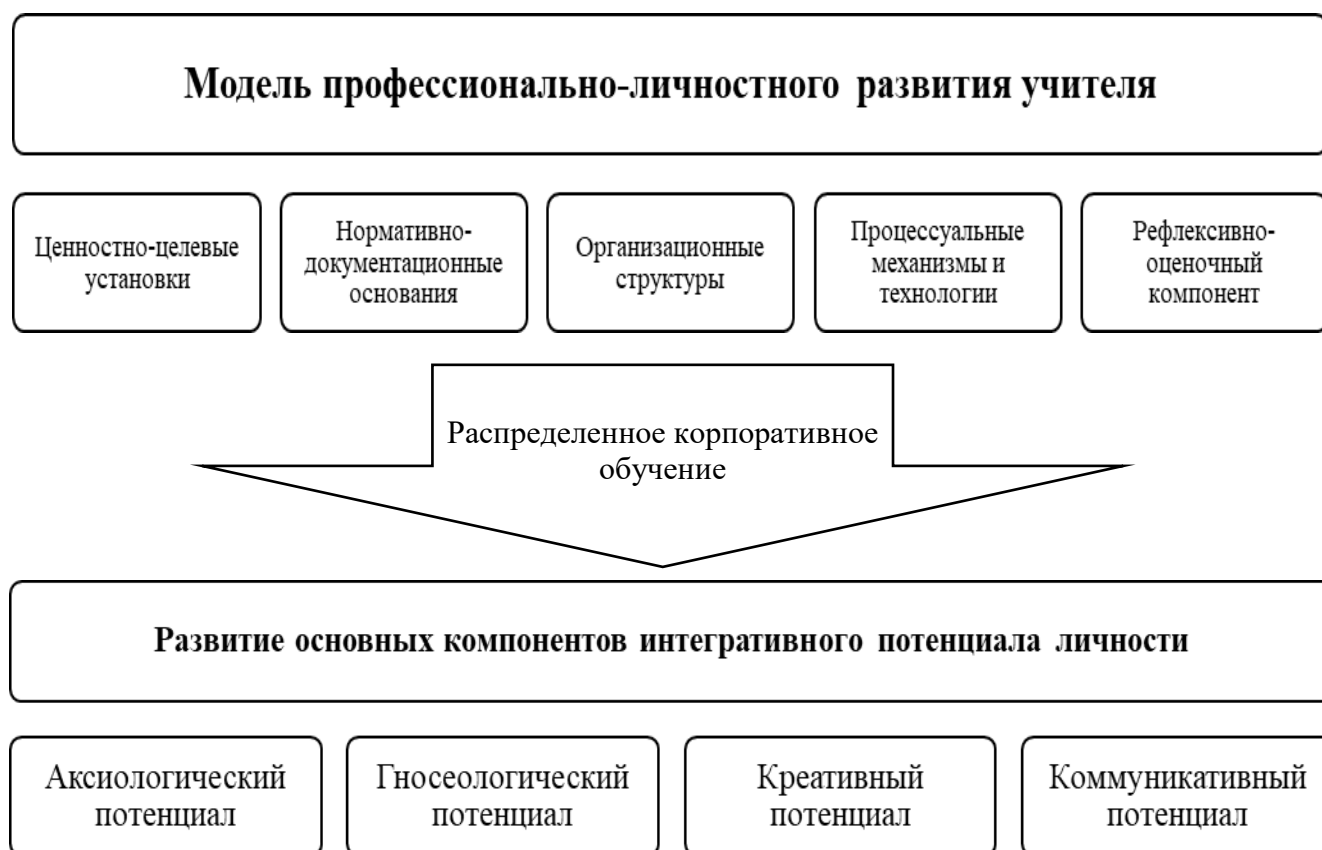 Модель профессионально-личностного развития учителя
Ценностно-целевые
установки
Нормативно-
документационные
основания
Организационные
структуры
Процессуальные
механизмы и
технологии
Рефлексивно-
оценочный
компонент
Распределенное корпоративное
обучение
Развитие основных компонентов интегративного потенциала личности
Аксиологический
потенциал
Гносеологический
потенциал
Креативный
потенциал
Коммуникативный
потенциал